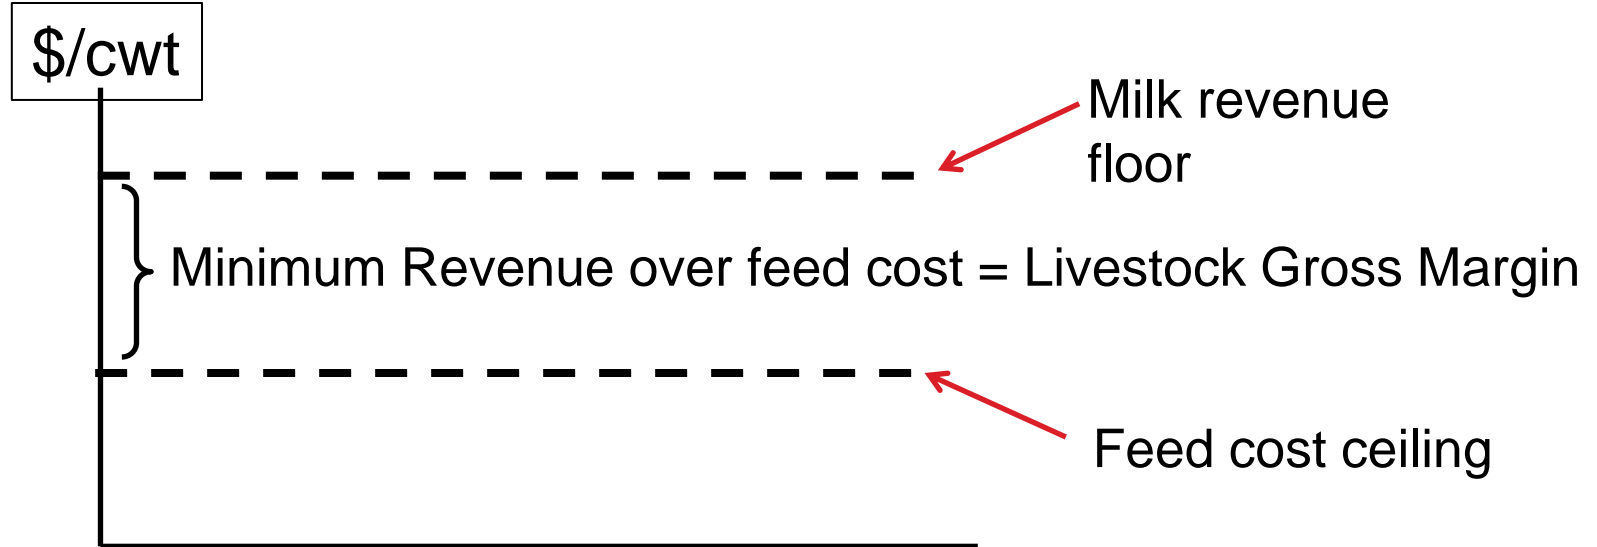 $/cwt
Milk revenue
floor
Minimum Revenue over feed cost = Livestock Gross Margin
Feed cost ceiling